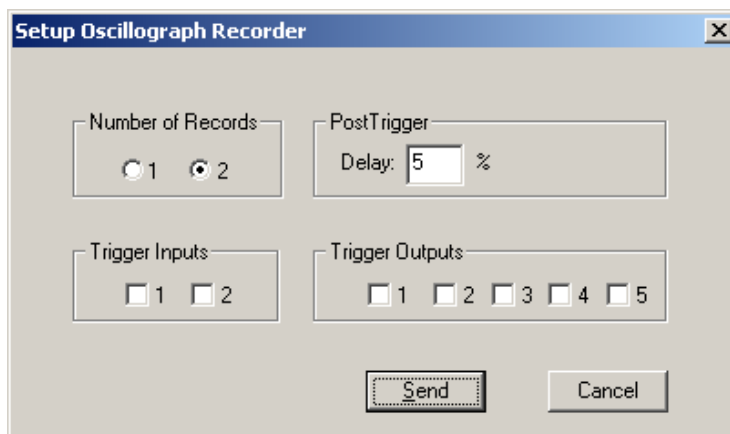 Setup Oscillograph Recorder
Number of Records
1 2
PostTrigger
Delay: 5 %
Trigger Inputs
1 2
Trigger Outputs
1 2 3 4 5
Send Cancel